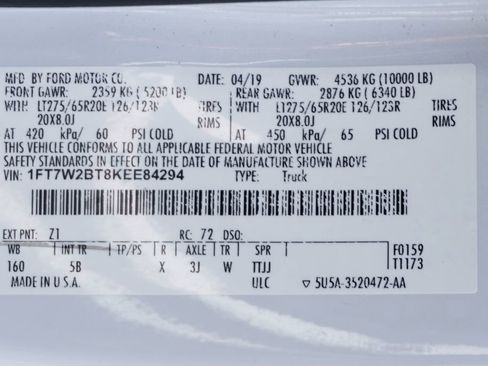 MFD BY FORD MOTOR CO. DATE: 04/19 GVWR: 4536 KG (10000 LB)
FRONT GAWR: 2359 KG ( 5200 LB) REAR GAWR: 2876 KG ( 6340 LB)
WITH LT275/65R20E 126/123R TIRES WITH LT275/65R20E 126/123R TIRES
20X8.0J RIMS 20X8.0J RIMS
AT 420 kPa/ 60 PSI COLD AT 450 kPa/ 65 PSI COLD
THIS VEHICLE CONFORMS TO ALL APPLICABLE FEDERAL MOTOR VEHICLE
SAFETY STANDARDS IN EFFECT ON THE DATE OF MANUFACTURE SHOWN ABOVE
VIN: 1FT7W2BT8KEE84294 TYPE: Truck
EXT PNT: Z1 RC: 72 DSO: F0159
WB INT TR TP/PS R AXLE TR SPR T1173
160 5B X 3J W TTJJ
MADE IN U.S.A. ULC 5U5A-3520472-AA